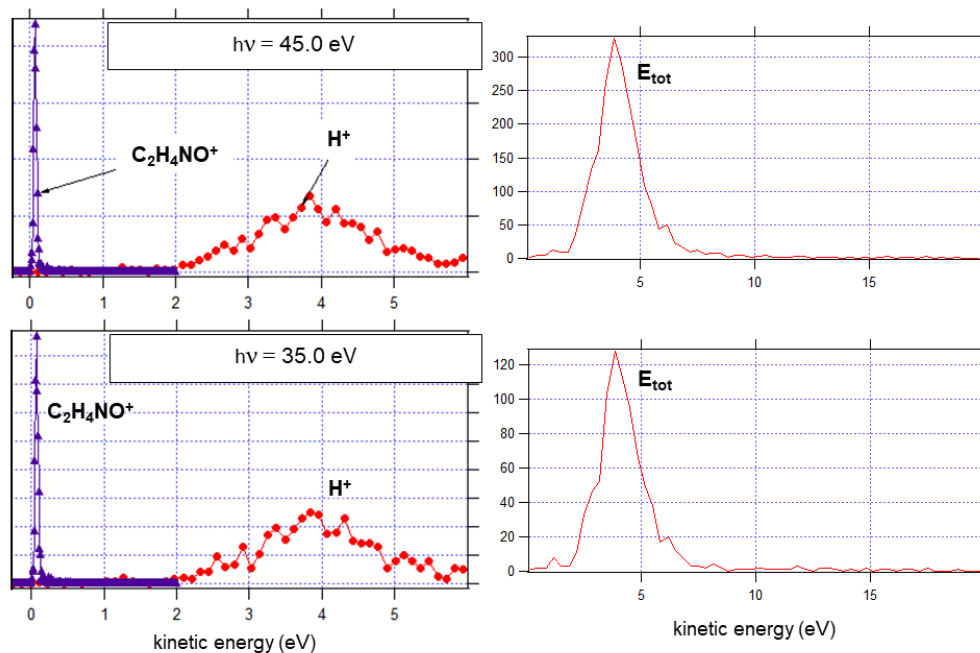 hν = 45.0 eV
C₂H₄NO⁺
H⁺
0 1 2 3 4 5
300
250
200
150
100
50
0
E_tot
5 10 15
hν = 35.0 eV
C₂H₄NO⁺
H⁺
0 1 2 3 4 5
kinetic energy (eV)
120
100
80
60
40
20
0
E_tot
5 10 15
kinetic energy (eV)